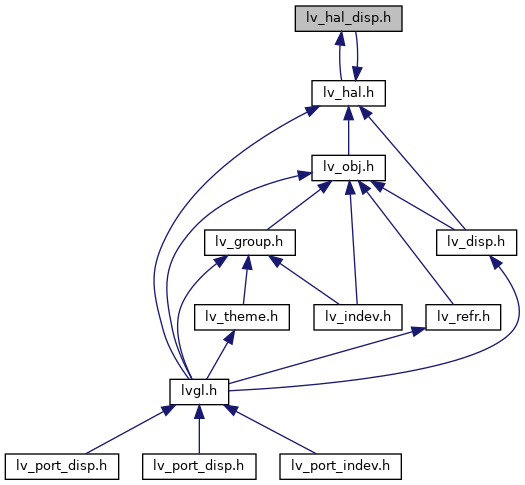 lv_hal_disp.h
lv_hal.h
lv_obj.h
lv_group.h
lv_disp.h
lv_theme.h
lv_indev.h
lv_refr.h
lvgl.h
lv_port_disp.h
lv_port_disp.h
lv_port_indev.h